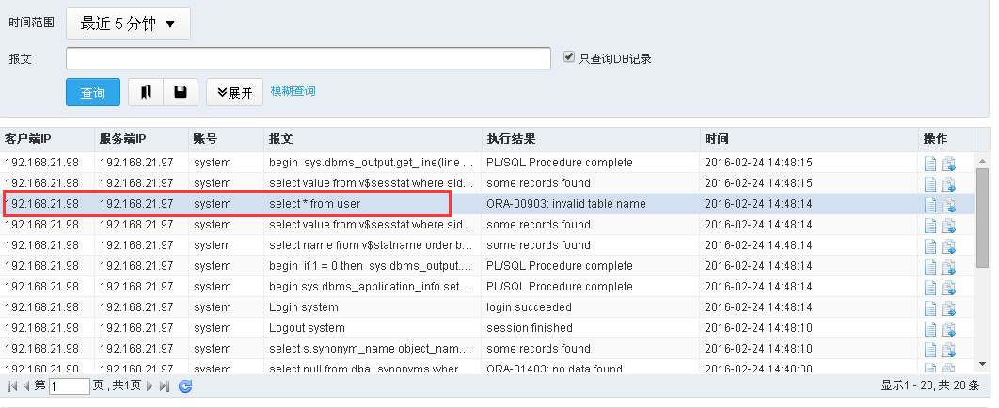 时间范围 最近 5 分钟 ▼
报文 只查询DB记录
查询 展开 模糊查询
客户端IP 服务端IP 账号 报文 执行结果 时间 操作
192.168.21.98 192.168.21.97 system begin sys.dbms_output.get_line(line ... PL/SQL Procedure complete 2016-02-24 14:48:15
192.168.21.98 192.168.21.97 system select value from v$sesstat where sid... some records found 2016-02-24 14:48:15
192.168.21.98 192.168.21.97 system select * from user ORA-00903: invalid table name 2016-02-24 14:48:14
192.168.21.98 192.168.21.97 system select value from v$sesstat where sid... some records found 2016-02-24 14:48:14
192.168.21.98 192.168.21.97 system select name from v$statname order b... some records found 2016-02-24 14:48:14
192.168.21.98 192.168.21.97 system begin if 1 = 0 then sys.dbms_output.... PL/SQL Procedure complete 2016-02-24 14:48:14
192.168.21.98 192.168.21.97 system begin sys.dbms_application_info.set... PL/SQL Procedure complete 2016-02-24 14:48:14
192.168.21.98 192.168.21.97 system Login system login succeeded 2016-02-24 14:48:14
192.168.21.98 192.168.21.97 system Logout system session finished 2016-02-24 14:48:10
192.168.21.98 192.168.21.97 system select s.synonym_name object_nam... some records found 2016-02-24 14:48:10
192.168.21.98 192.168.21.97 system select null from dba_synonyms wher... ORA-01403: no data found 2016-02-24 14:48:08
第 1 页 , 共1页 显示1 - 20, 共 20 条